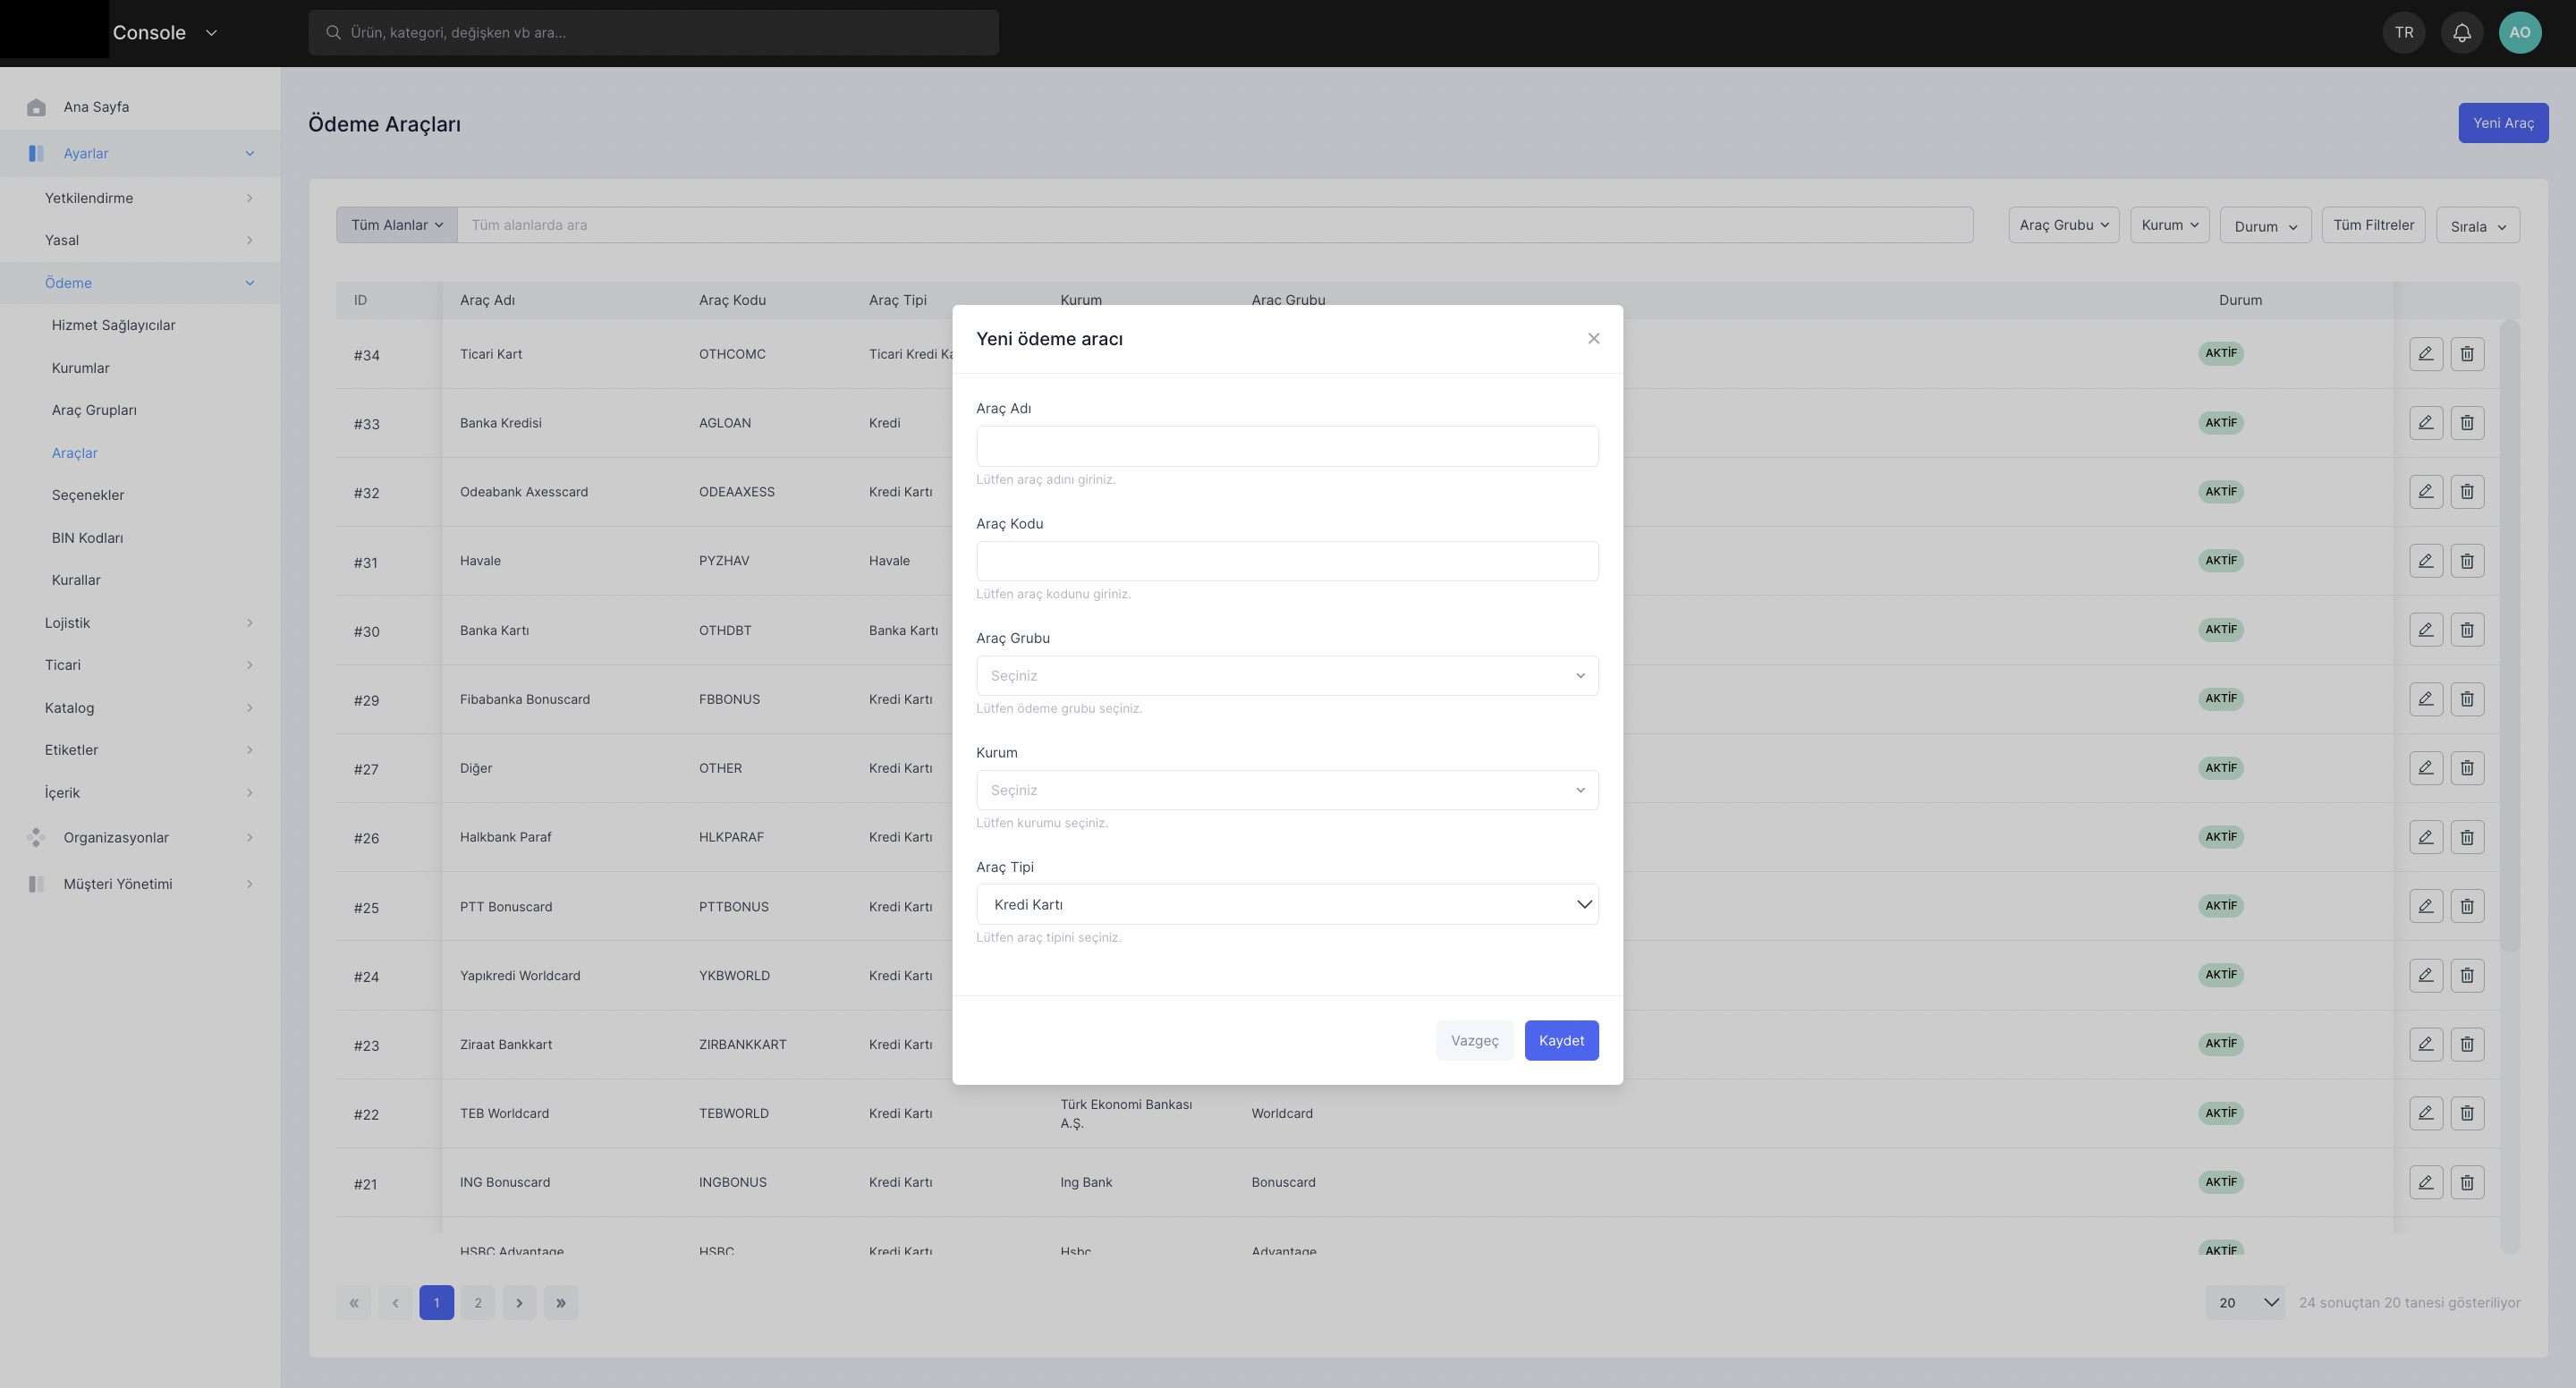 Console
Ürün, kategori, değişken vb ara...
TR
AO
Ana Sayfa
Ayarlar
Yetkilendirme
Yasal
Ödeme
Hizmet Sağlayıcılar
Kurumlar
Araç Grupları
Araçlar
Seçenekler
BIN Kodları
Kurallar
Lojistik
Ticari
Katalog
Etiketler
İçerik
Organizasyonlar
Müşteri Yönetimi
Ödeme Araçları
Yeni Araç
Tüm Alanlar
Tüm alanlarda ara
Araç Grubu
Kurum
Durum
Tüm Filtreler
Sırala
ID Araç Adı Araç Kodu Araç Tipi Kurum Araç Grubu Durum
#34 Ticari Kart OTHCOMC Ticari Kredi AKTİF
#33 Banka Kredisi AGLOAN Kredi AKTİF
#32 Odeabank Axesscard ODEAAXESS Kredi Kartı AKTİF
#31 Havale PYZHAV Havale AKTİF
#30 Banka Kartı OTHDBT Banka Kartı AKTİF
#29 Fibabanka Bonuscard FBBONUS Kredi Kartı AKTİF
#27 Diğer OTHER Kredi Kartı AKTİF
#26 Halkbank Paraf HLKPARAF Kredi Kartı AKTİF
#25 PTT Bonuscard PTTBONUS Kredi Kartı AKTİF
#24 Yapıkredi Worldcard YKBWORLD Kredi Kartı AKTİF
#23 Ziraat Bankkart ZIRBANKKART Kredi Kartı AKTİF
#22 TEB Worldcard TEBWORLD Kredi Kartı Türk Ekonomi Bankası
A.Ş. Worldcard AKTİF
#21 ING Bonuscard INGBONUS Kredi Kartı Ing Bank Bonuscard AKTİF
HSBC Advantage HSBC Kredi Kartı Hsbc Advantage AKTİF
« ‹ 1 2 › »
20
24 sonuçtan 20 tanesi gösteriliyor
Yeni ödeme aracı
Araç Adı
Lütfen araç adını giriniz.
Araç Kodu
Lütfen araç kodunu giriniz.
Araç Grubu
Seçiniz
Lütfen ödeme grubu seçiniz.
Kurum
Seçiniz
Lütfen kurumu seçiniz.
Araç Tipi
Kredi Kartı
Lütfen araç tipini seçiniz.
Vazgeç
Kaydet